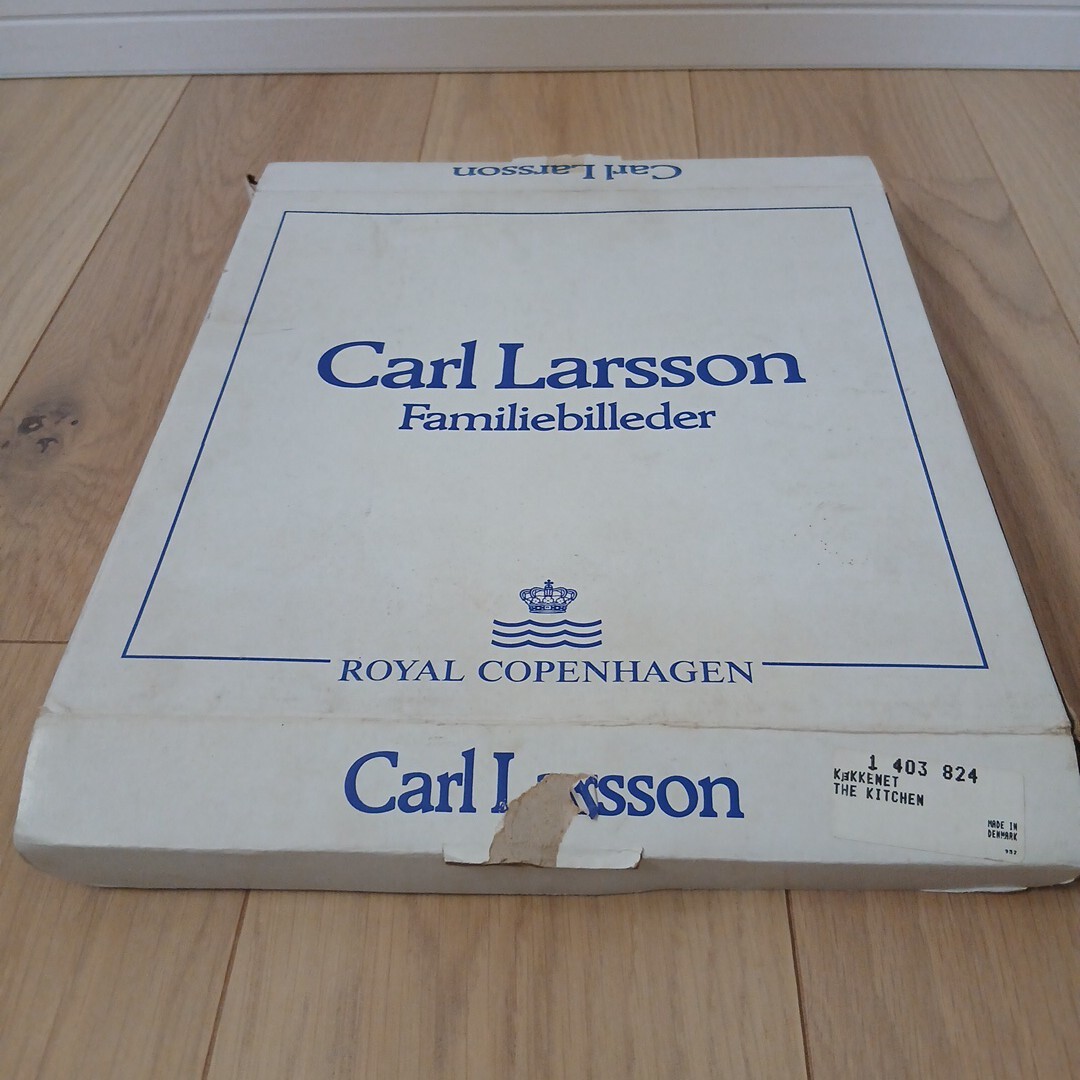 Carl Larsson
Carl Larsson
Familiebilleder
ROYAL COPENHAGEN
Carl Larsson
1 403 824
KØKKENET
THE KITCHEN
MADE IN
DENMARK